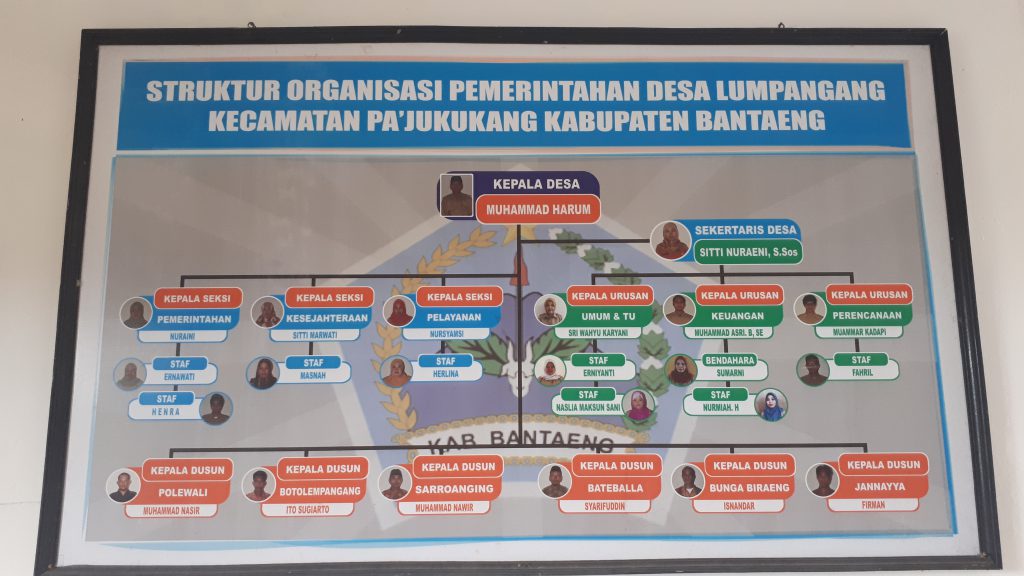 STRUKTUR ORGANISASI PEMERINTAHAN DESA LUMPANGANG
KECAMATAN PA'JUKUKANG KABUPATEN BANTAENG
KEPALA DESA
MUHAMMAD HARUM
SEKERTARIS DESA
SITTI NURAENI, S.Sos
KEPALA SEKSI
PEMERINTAHAN
NURAINI
STAF
ERNAWATI
STAF
HENRA
KEPALA SEKSI
KESEJAHTERAAN
SITTI MARWATI
STAF
MASNAH
KEPALA SEKSI
PELAYANAN
NURSYAMSI
STAF
HERLINA
KEPALA URUSAN
UMUM & TU
SRI WAHYU KARYANI
STAF
ERNIYANTI
STAF
NASLIA MAKSUN SANI
KEPALA URUSAN
KEUANGAN
MUHAMMAD ASRI. B, SE
BENDAHARA
SUMARNI
STAF
NURMIAH. H
KEPALA URUSAN
PERENCANAAN
MUAMMAR KADAPI
STAF
FAHRIL
KAB BANTAENG
KEPALA DUSUN
POLEWALI
MUHAMMAD NASIR
KEPALA DUSUN
BOTOLEMPANGANG
ITO SUGIARTO
KEPALA DUSUN
SARROANGING
MUHAMMAD NAWIR
KEPALA DUSUN
BATEBALLA
SYARIFUDDIN
KEPALA DUSUN
BUNGA BIRAENG
ISNANDAR
KEPALA DUSUN
JANNAYYA
FIRMAN